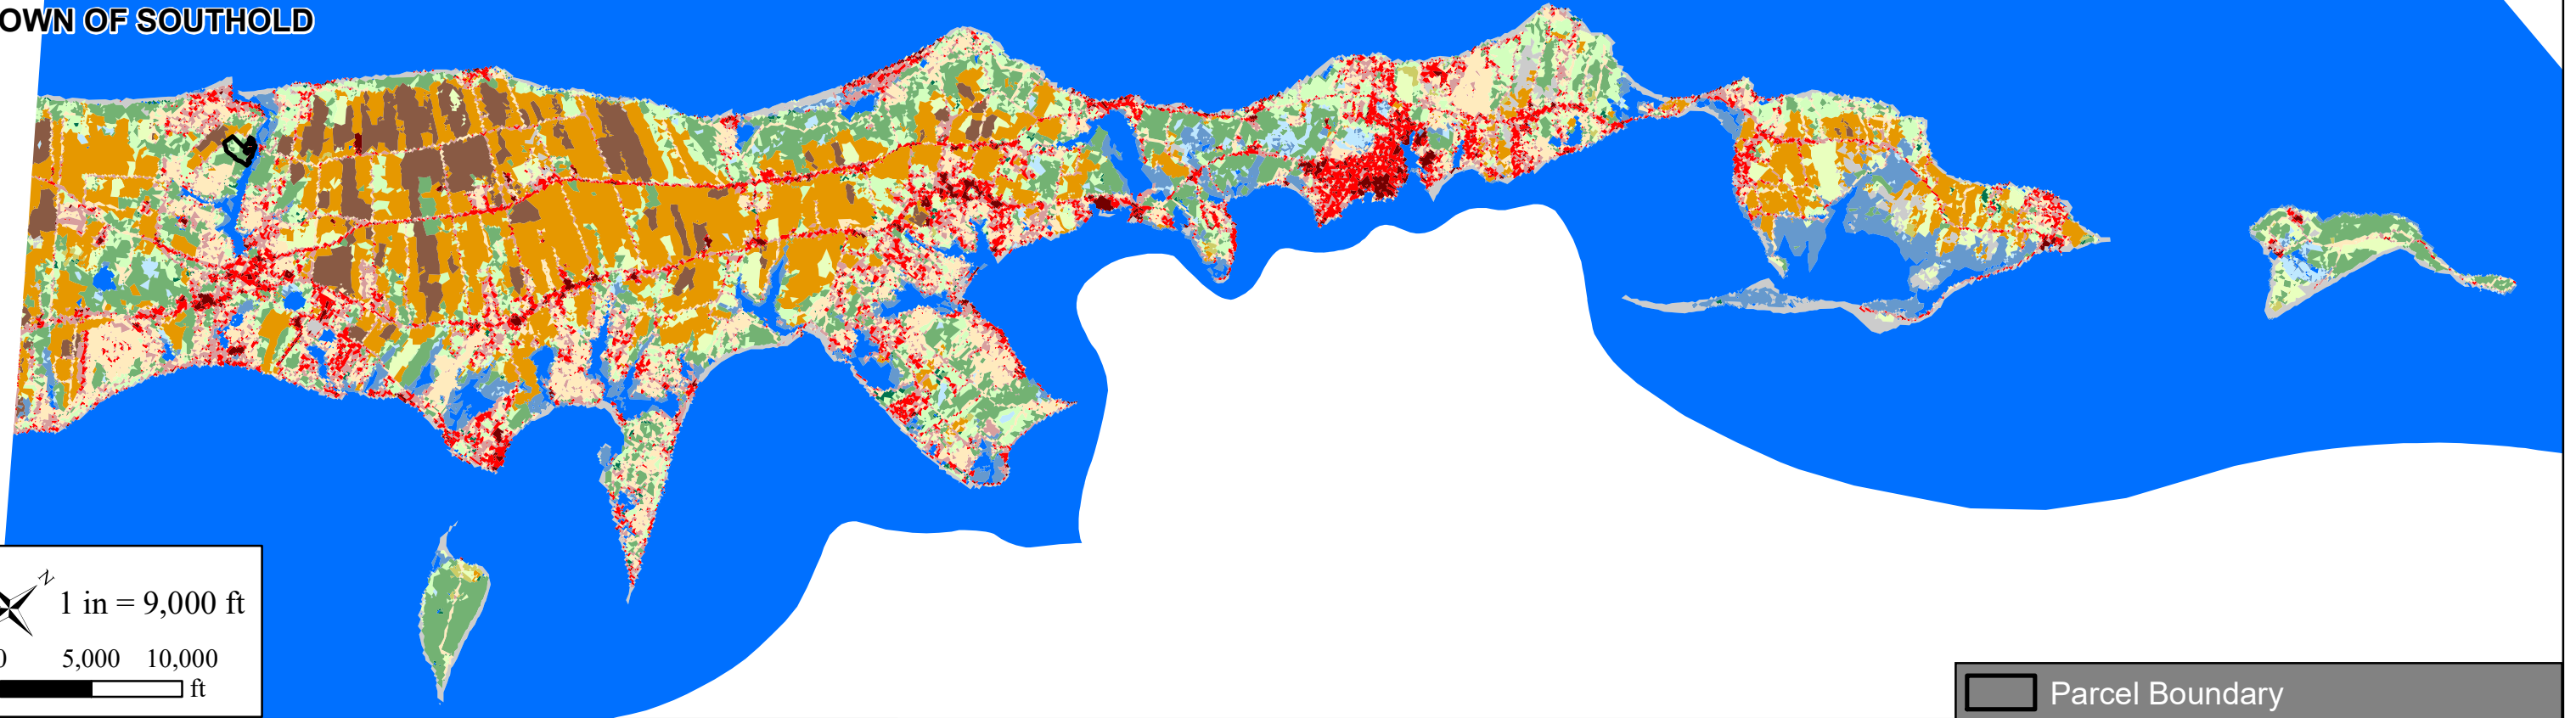 OWN OF SOUTHOLD
N
1 in = 9,000 ft
0 5,000 10,000
ft
Parcel Boundary